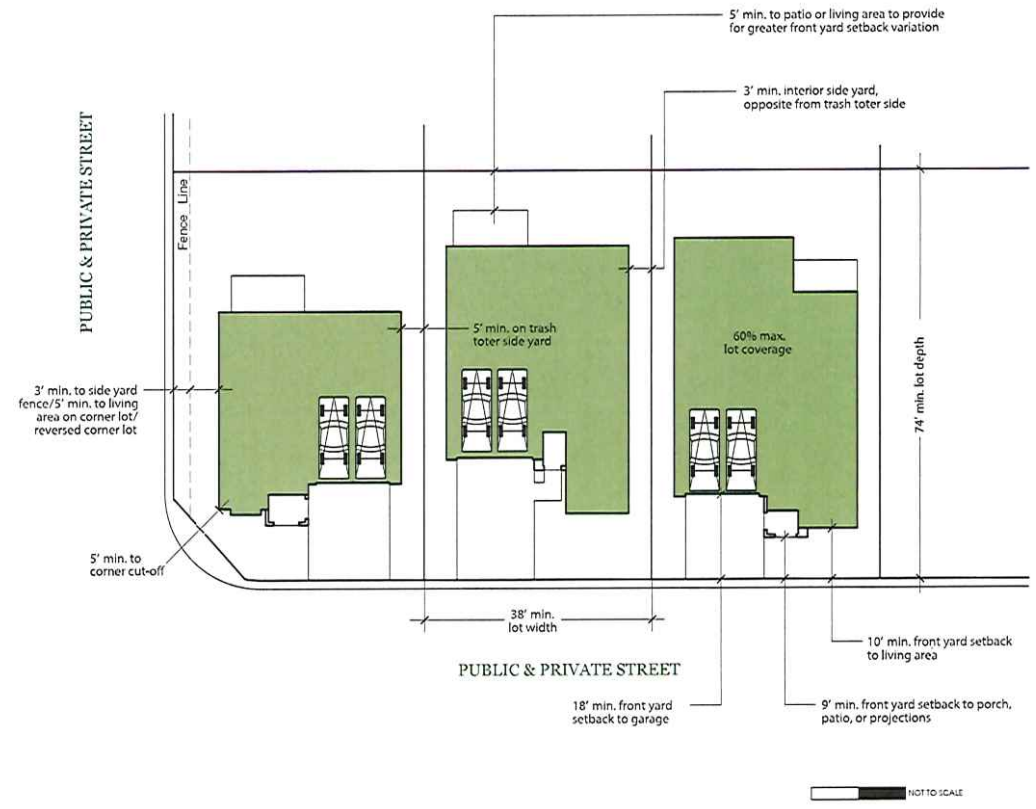 5' min. to patio or living area to provide
for greater front yard setback variation
3' min. interior side yard,
opposite from trash toter side
PUBLIC & PRIVATE STREET
Fence Line
5' min. on trash
toter side yard
60% max.
lot coverage
74' min. lot depth
3' min. to side yard
fence/5' min. to living
area on corner lot/
reversed corner lot
5' min. to
corner cut-off
38' min.
lot width
10' min. front yard setback
to living area
PUBLIC & PRIVATE STREET
18' min. front yard
setback to garage
9' min. front yard setback to porch,
patio, or projections
NOT TO SCALE